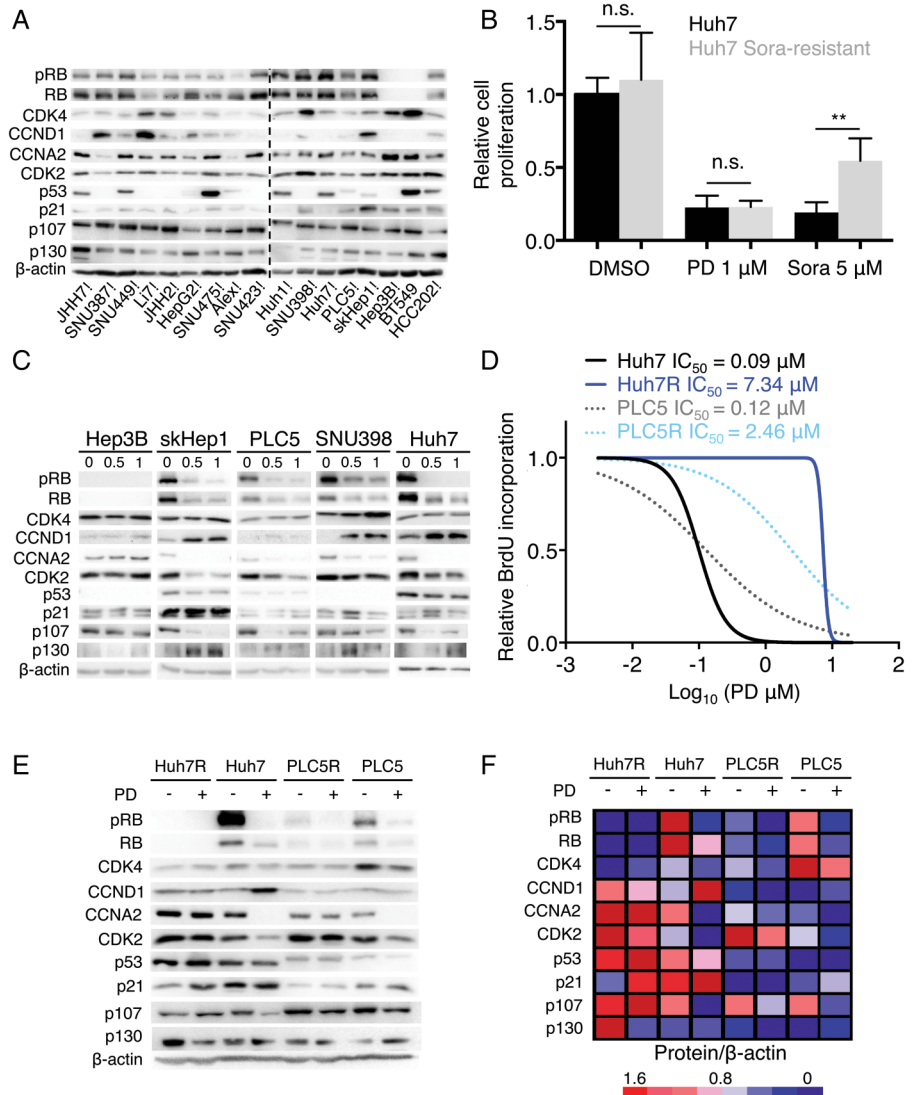 A
pRB
RB
CDK4
CCND1
CCNA2
CDK2
p53
p21
p107
p130
β-actin
JHH7!
SNU387!
SNU449!
Li7!
JHH2!
HepG2!
SNU475!
Alex!
SNU423!
Huh1!
SNU398!
Huh7!
PLC5!
skHep1!
Hep3B!
BT549
HCC202!
B
Relative cell
proliferation
1.5
1.0
0.5
0.0
n.s.
n.s.
**
Huh7
Huh7 Sora-resistant
DMSO
PD 1 μM
Sora 5 μM
C
Hep3B
skHep1
PLC5
SNU398
Huh7
0 0.5 1
0 0.5 1
0 0.5 1
0 0.5 1
0 0.5 1
pRB
RB
CDK4
CCND1
CCNA2
CDK2
p53
p21
p107
p130
β-actin
D
Huh7 IC50 = 0.09 μM
Huh7R IC50 = 7.34 μM
PLC5 IC50 = 0.12 μM
PLC5R IC50 = 2.46 μM
Relative BrdU incorporation
1.0
0.5
0.0
-3 -2 -1 0 1 2
Log10 (PD μM)
E
Huh7R Huh7 PLC5R PLC5
PD - + - + - + - +
pRB
RB
CDK4
CCND1
CCNA2
CDK2
p53
p21
p107
p130
β-actin
F
Huh7R Huh7 PLC5R PLC5
PD - + - + - + - +
pRB
RB
CDK4
CCND1
CCNA2
CDK2
p53
p21
p107
p130
Protein/β-actin
1.6 0.8 0